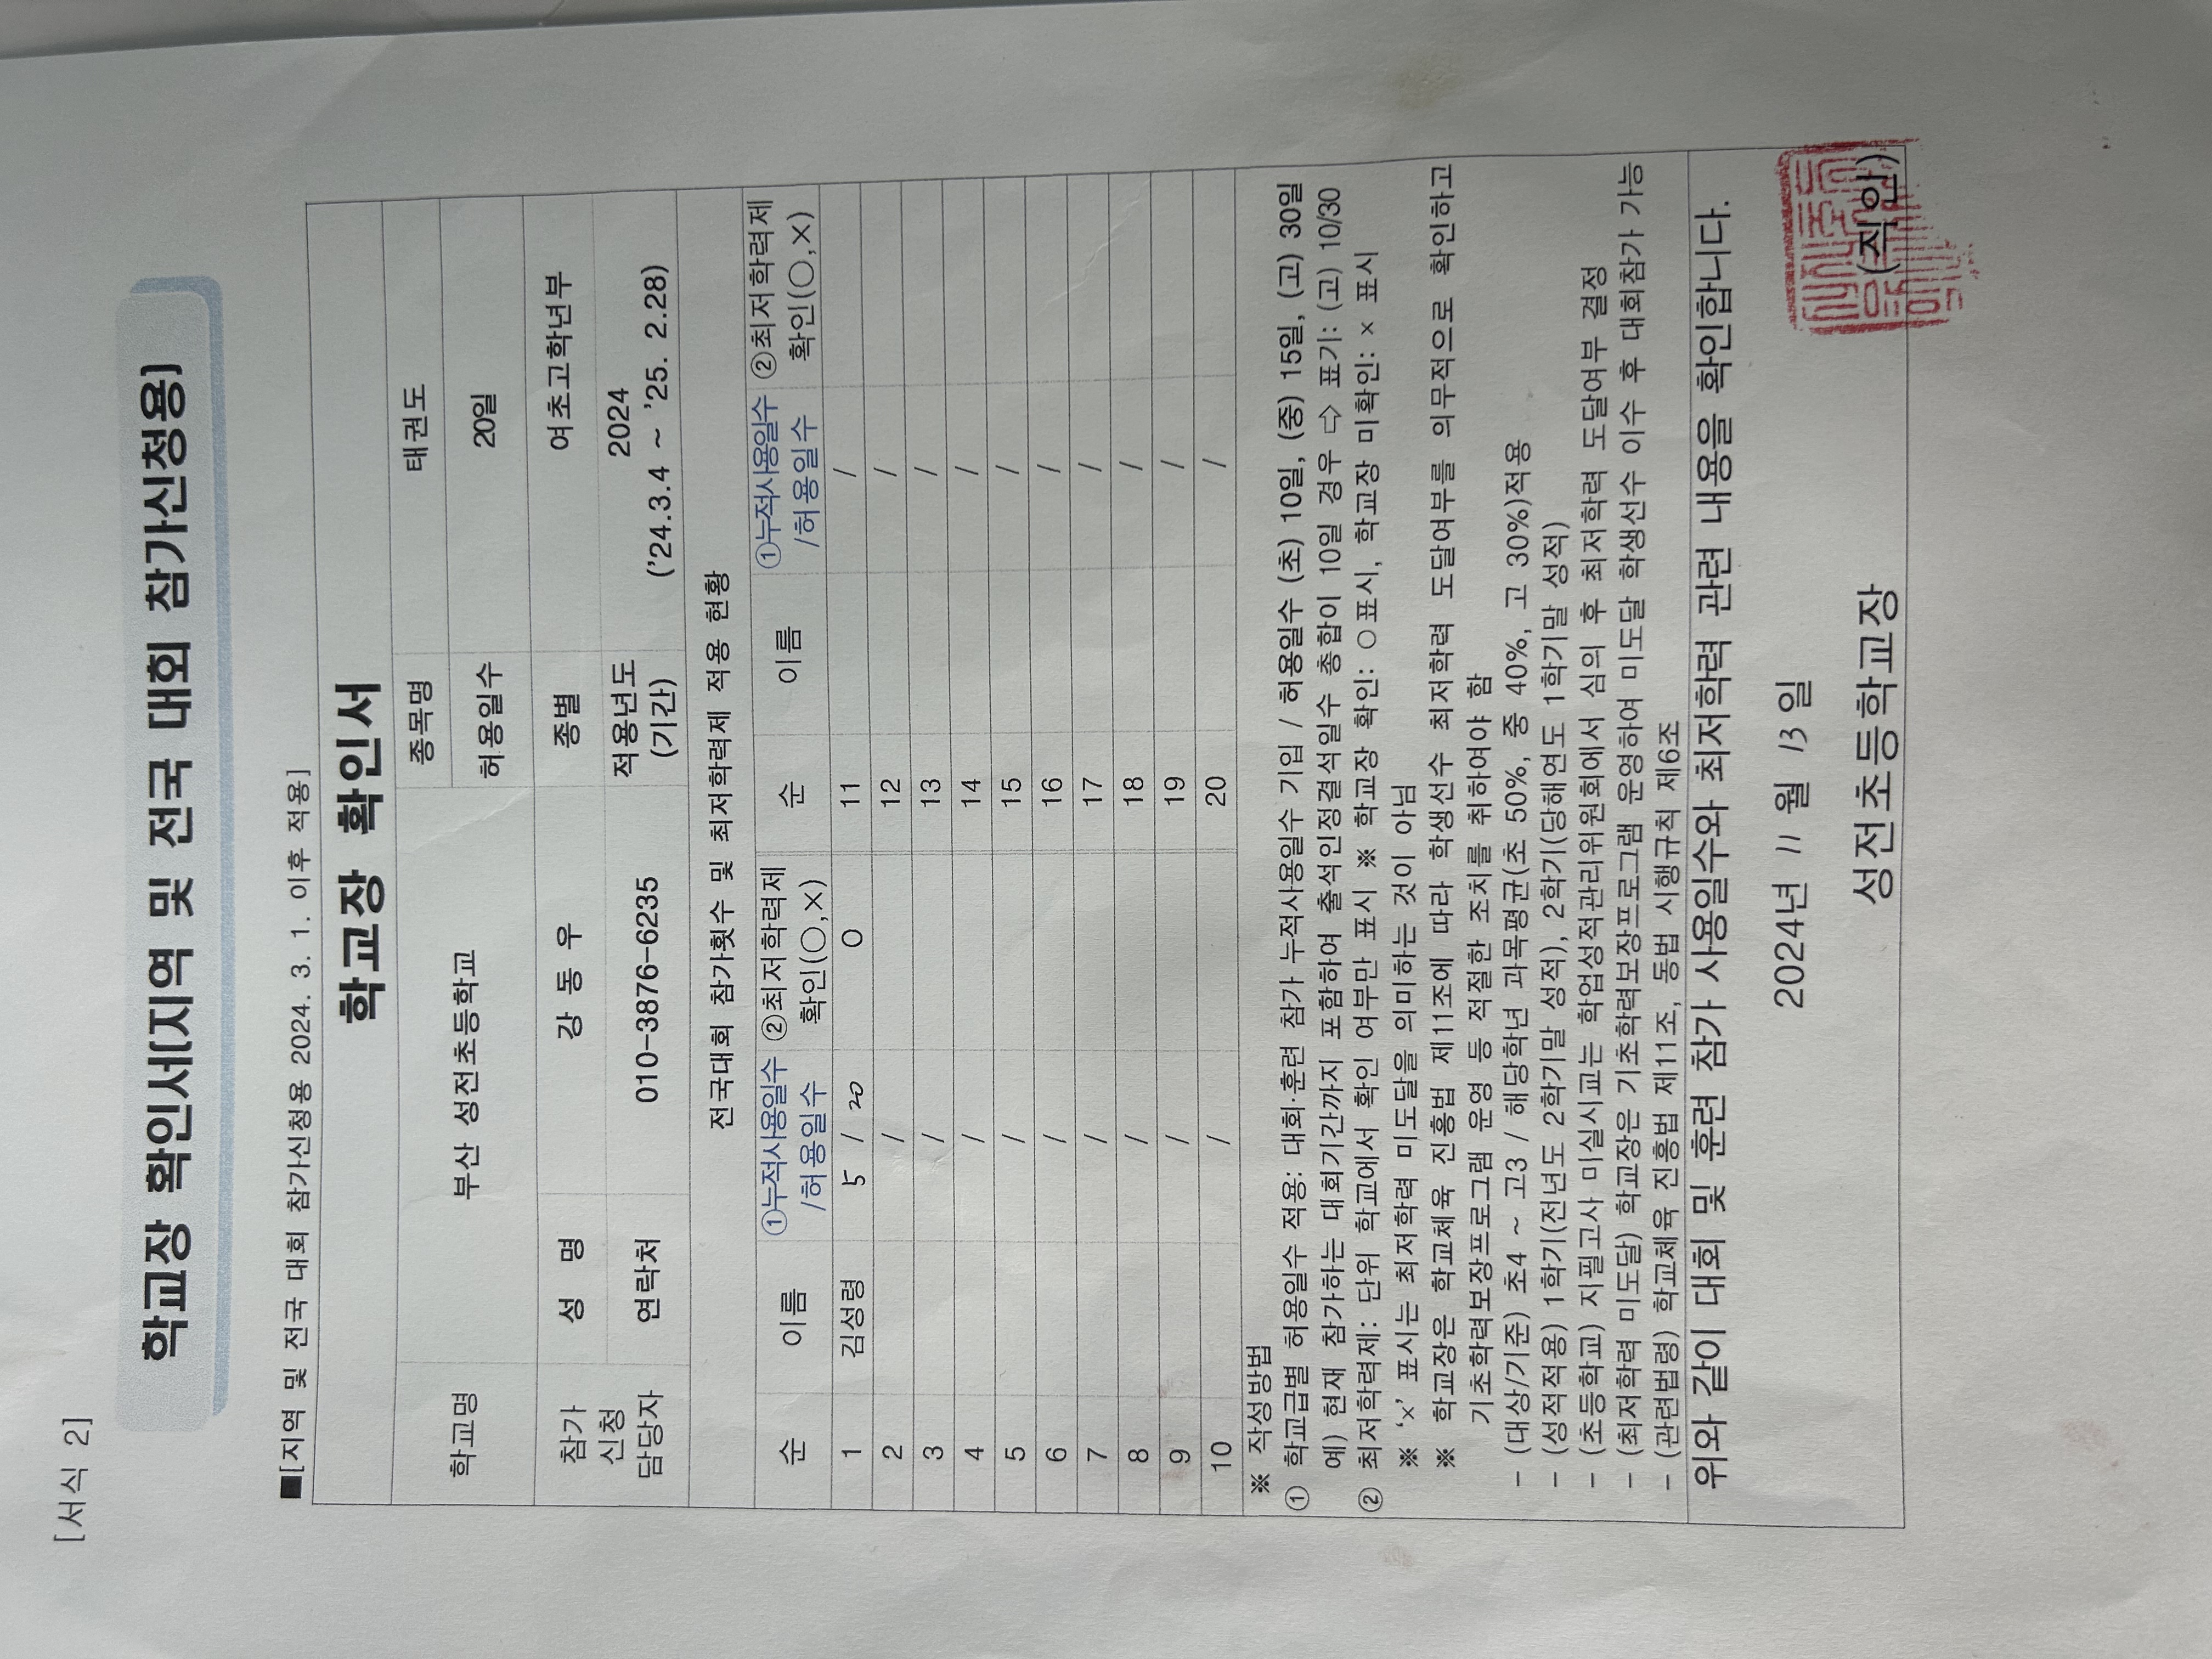 [서식 2]
학교장 확인서(지역 및 전국 대회 참가신청용)
■[지역 및 전국 대회 참가신청용 2024. 3. 1. 이후 적용]
학교장 확인서
학교명 부산 성전초등학교 종목명 태권도
허용일수 20일
참가 신청 담당자 성 명 강 동 우 종별 여초고학년부
연락처 010-3876-6235 적용년도 (기간) 2024 ('24.3.4 ~ '25. 2.28)
전국대회 참가횟수 및 최저학력제 적용 현황
순 이름 ①누적사용일수 /허용일수 ②최저학력제 확인(○,×) 순 이름 ①누적사용일수 /허용일수 ②최저학력제 확인(○,×)
1 김성령 5 / 20 O 11 /
2 / 12 /
3 / 13 /
4 / 14 /
5 / 15 /
6 / 16 /
7 / 17 /
8 / 18 /
9 / 19 /
10 / 20 /
※ 작성방법
① 학교급별 허용일수 적용: 대회·훈련 참가 누적사용일수 기입 / 허용일수 (초) 10일, (중) 15일, (고) 30일
예) 현재 참가하는 대회기간까지 포함하여 출석인정결석일수 총합이 10일 경우 ⇨ 표기: (고) 10/30
② 최저학력제: 단위 학교에서 확인 여부만 표시 ※ 학교장 확인: ○표시, 학교장 미확인: × 표시
※ '×' 표시는 최저학력 미도달을 의미하는 것이 아님
※ 학교장은 학교체육 진흥법 제11조에 따라 학생선수 최저학력 도달여부를 의무적으로 확인하고
기초학력보장프로그램 운영 등 적절한 조치를 취하여야 함
- (대상/기준) 초4 ~ 고3 / 해당학년 과목평균(초 50%, 중 40%, 고 30%)적용
- (성적적용) 1학기(전년도 2학기말 성적), 2학기(당해연도 1학기말 성적)
- (초등학교) 지필고사 미실시교는 학업성적관리위원회에서 심의 후 최저학력 도달여부 결정
- (최저학력 미도달) 학교장은 기초학력보장프로그램 운영하여 미도달 학생선수 이수 후 대회참가 가능
- (관련법령) 학교체육 진흥법 제11조, 동법 시행규칙 제6조
위와 같이 대회 및 훈련 참가 사용일수와 최저학력 관련 내용을 확인합니다.
2024년 11 월 13 일
성전초등학교장 (직인)